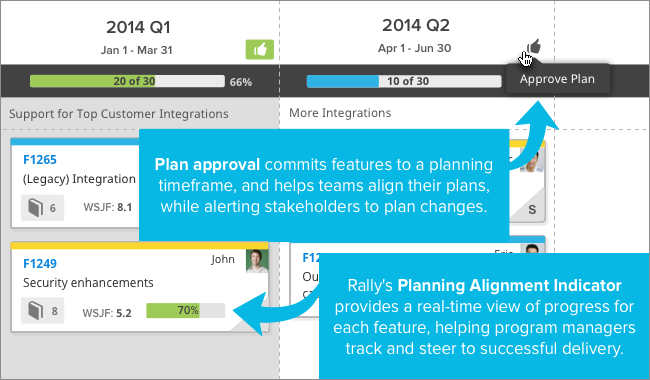 2014 Q1
Jan 1 - Mar 31
2014 Q2
Apr 1 - Jun 30
20 of 30
66%
10 of 30
Approve Plan
Support for Top Customer Integrations
More Integrations
F1265
(Legacy) Integration
6
WSJF: 8.1
Plan approval commits features to a planning
timeframe, and helps teams align their plans,
while alerting stakeholders to plan changes.
S
F1249
John
Security enhancements
8
WSJF: 5.2
70%
Rally's Planning Alignment Indicator
provides a real-time view of progress for
each feature, helping program managers
track and steer to successful delivery.